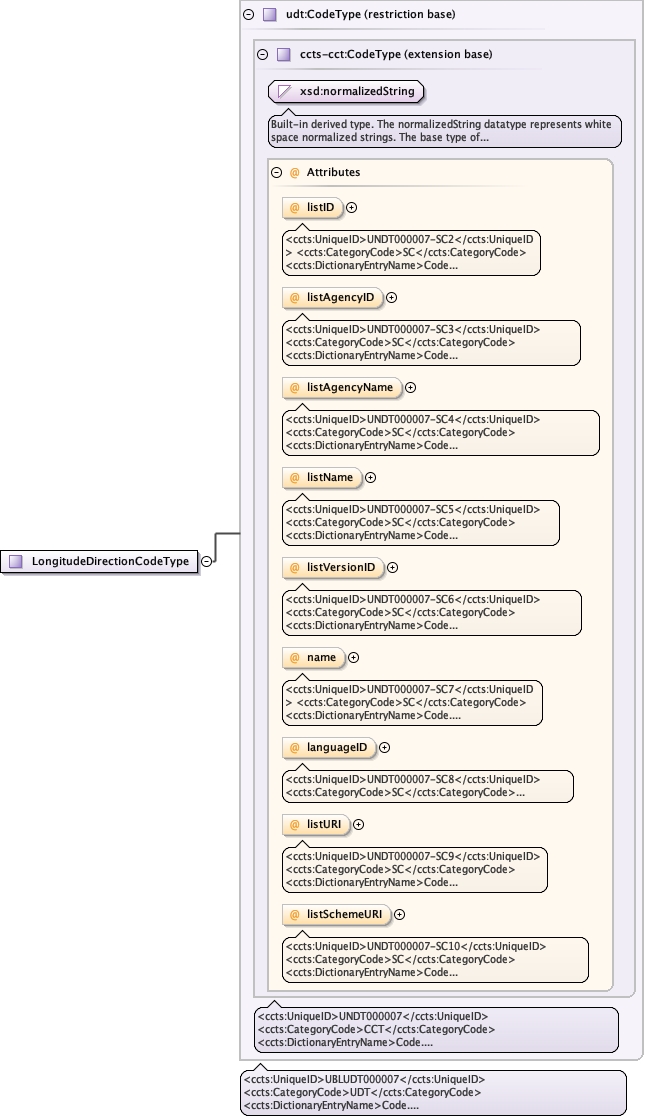 udt:CodeType (restriction base)
ccts-cct:CodeType (extension base)
xsd:normalizedString
Built-in derived type. The normalizedString datatype represents white
space normalized strings. The base type of...
@ Attributes
@ listID
<ccts:UniqueID>UNDT000007-SC2</ccts:UniqueID
> <ccts:CategoryCode>SC</ccts:CategoryCode>
<ccts:DictionaryEntryName>Code...
@ listAgencyID
<ccts:UniqueID>UNDT000007-SC3</ccts:UniqueID>
<ccts:CategoryCode>SC</ccts:CategoryCode>
<ccts:DictionaryEntryName>Code...
@ listAgencyName
<ccts:UniqueID>UNDT000007-SC4</ccts:UniqueID>
<ccts:CategoryCode>SC</ccts:CategoryCode>
<ccts:DictionaryEntryName>Code...
@ listName
<ccts:UniqueID>UNDT000007-SC5</ccts:UniqueID>
<ccts:CategoryCode>SC</ccts:CategoryCode>
<ccts:DictionaryEntryName>Code...
LongitudeDirectionCodeType
@ listVersionID
<ccts:UniqueID>UNDT000007-SC6</ccts:UniqueID>
<ccts:CategoryCode>SC</ccts:CategoryCode>
<ccts:DictionaryEntryName>Code...
@ name
<ccts:UniqueID>UNDT000007-SC7</ccts:UniqueID
> <ccts:CategoryCode>SC</ccts:CategoryCode>
<ccts:DictionaryEntryName>Code....
@ languageID
<ccts:UniqueID>UNDT000007-SC8</ccts:UniqueID>
<ccts:CategoryCode>SC</ccts:CategoryCode>...
@ listURI
<ccts:UniqueID>UNDT000007-SC9</ccts:UniqueID>
<ccts:CategoryCode>SC</ccts:CategoryCode>
<ccts:DictionaryEntryName>Code...
@ listSchemeURI
<ccts:UniqueID>UNDT000007-SC10</ccts:UniqueID>
<ccts:CategoryCode>SC</ccts:CategoryCode>
<ccts:DictionaryEntryName>Code...
<ccts:UniqueID>UNDT000007</ccts:UniqueID>
<ccts:CategoryCode>CCT</ccts:CategoryCode>
<ccts:DictionaryEntryName>Code....
<ccts:UniqueID>UBLUDT000007</ccts:UniqueID>
<ccts:CategoryCode>UDT</ccts:CategoryCode>
<ccts:DictionaryEntryName>Code....